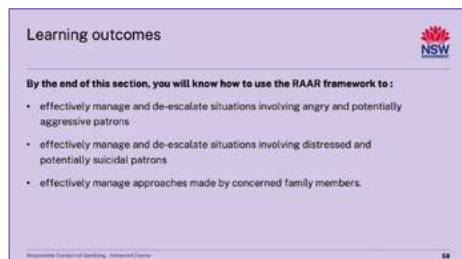 Learning outcomes
NSW
GOVERNMENT
By the end of this section, you will know how to use the RAAR framework to :
• effectively manage and de-escalate situations involving angry and potentially
aggressive patrons
• effectively manage and de-escalate situations involving distressed and
potentially suicidal patrons
• effectively manage approaches made by concerned family members.
Responsible Conduct of Gambling - Advanced Course
58